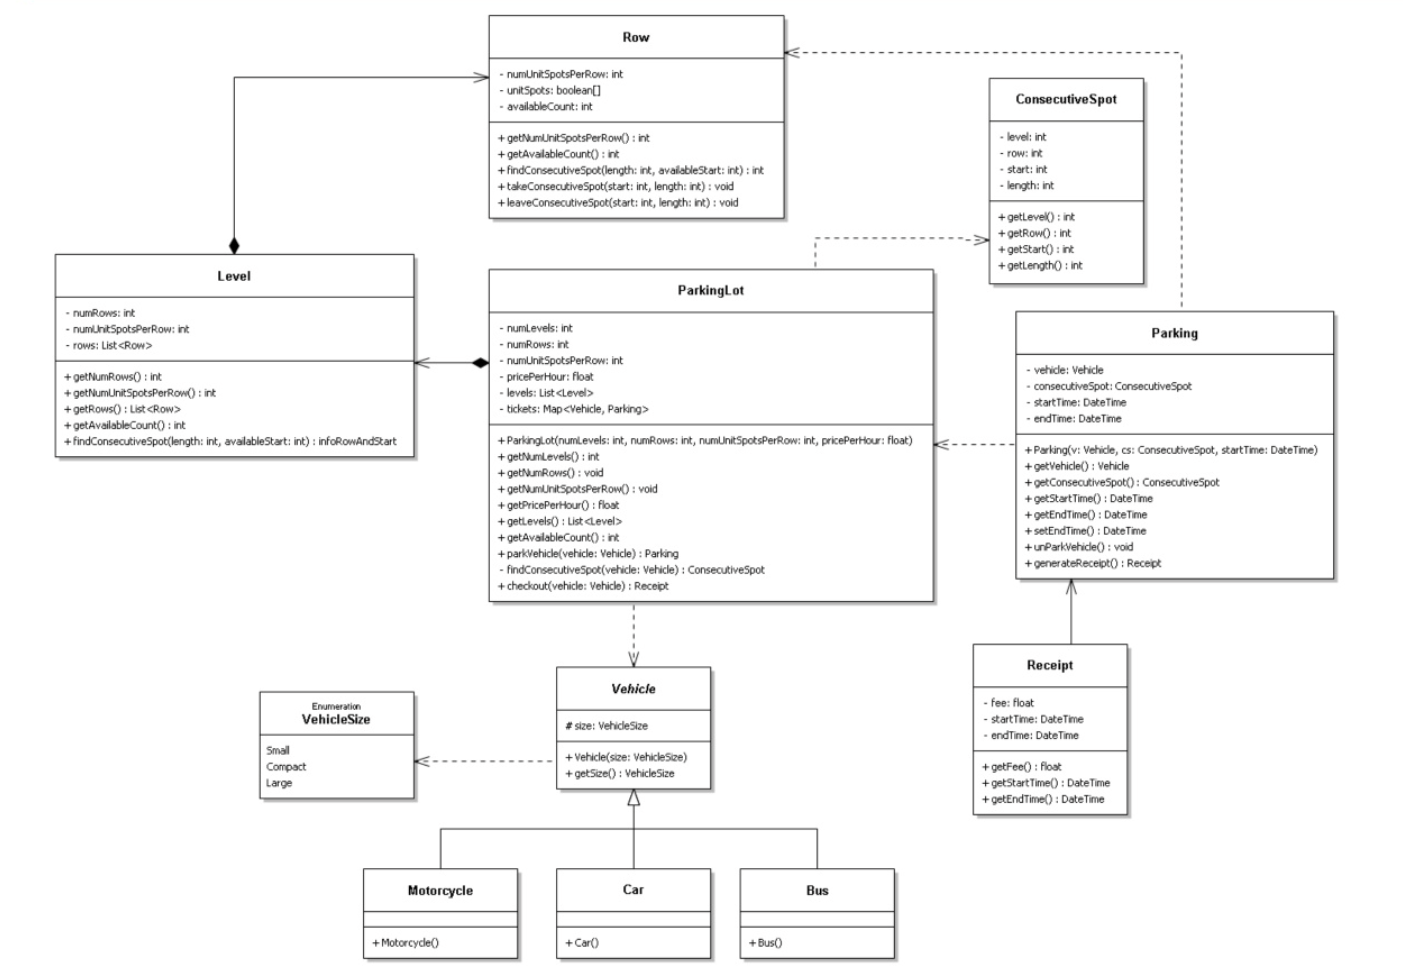 Row
- numUnitSpotsPerRow: int
- unitSpots: boolean[]
- availableCount: int
+ getNumUnitSpotsPerRow() : int
+ getAvailableCount() : int
+ findConsecutiveSpot(length: int, availableStart: int) : int
+ takeConsecutiveSpot(start: int, length: int) : void
+ leaveConsecutiveSpot(start: int, length: int) : void
ConsecutiveSpot
- level: int
- row: int
- start: int
- length: int
+ getLevel() : int
+ getRow() : int
+ getStart() : int
+ getLength() : int
Level
- numRows: int
- numUnitSpotsPerRow: int
- rows: List<Row>
+ getNumRows() : int
+ getNumUnitSpotsPerRow() : int
+ getRows() : List<Row>
+ getAvailableCount() : int
+ findConsecutiveSpot(length: int, availableStart: int) : infoRowAndStart
ParkingLot
- numLevels: int
- numRows: int
- numUnitSpotsPerRow: int
- pricePerHour: float
- levels: List<Level>
- tickets: Map<Vehicle, Parking>
+ ParkingLot(numLevels: int, numRows: int, numUnitSpotsPerRow: int, pricePerHour: float)
+ getNumLevels() : int
+ getNumRows() : void
+ getNumUnitSpotsPerRow() : void
+ getPricePerHour() : float
+ getLevels() : List<Level>
+ getAvailableCount() : int
+ parkVehicle(vehicle: Vehicle) : Parking
- findConsecutiveSpot(vehicle: Vehicle) : ConsecutiveSpot
+ checkout(vehicle: Vehicle) : Receipt
Parking
- vehicle: Vehicle
- consecutiveSpot: ConsecutiveSpot
- startTime: DateTime
- endTime: DateTime
+ Parking(v: Vehicle, cs: ConsecutiveSpot, startTime: DateTime)
+ getVehicle() : Vehicle
+ getConsecutiveSpot() : ConsecutiveSpot
+ getStartTime() : DateTime
+ getEndTime() : DateTime
+ setEndTime() : DateTime
+ unParkVehicle() : void
+ generateReceipt() : Receipt
Receipt
- fee: float
- startTime: DateTime
- endTime: DateTime
+ getFee() : float
+ getStartTime() : DateTime
+ getEndTime() : DateTime
Vehicle
# size: VehicleSize
+ Vehicle(size: VehicleSize)
+ getSize() : VehicleSize
Enumeration
VehicleSize
Small
Compact
Large
Motorcycle
+ Motorcycle()
Car
+ Car()
Bus
+ Bus()